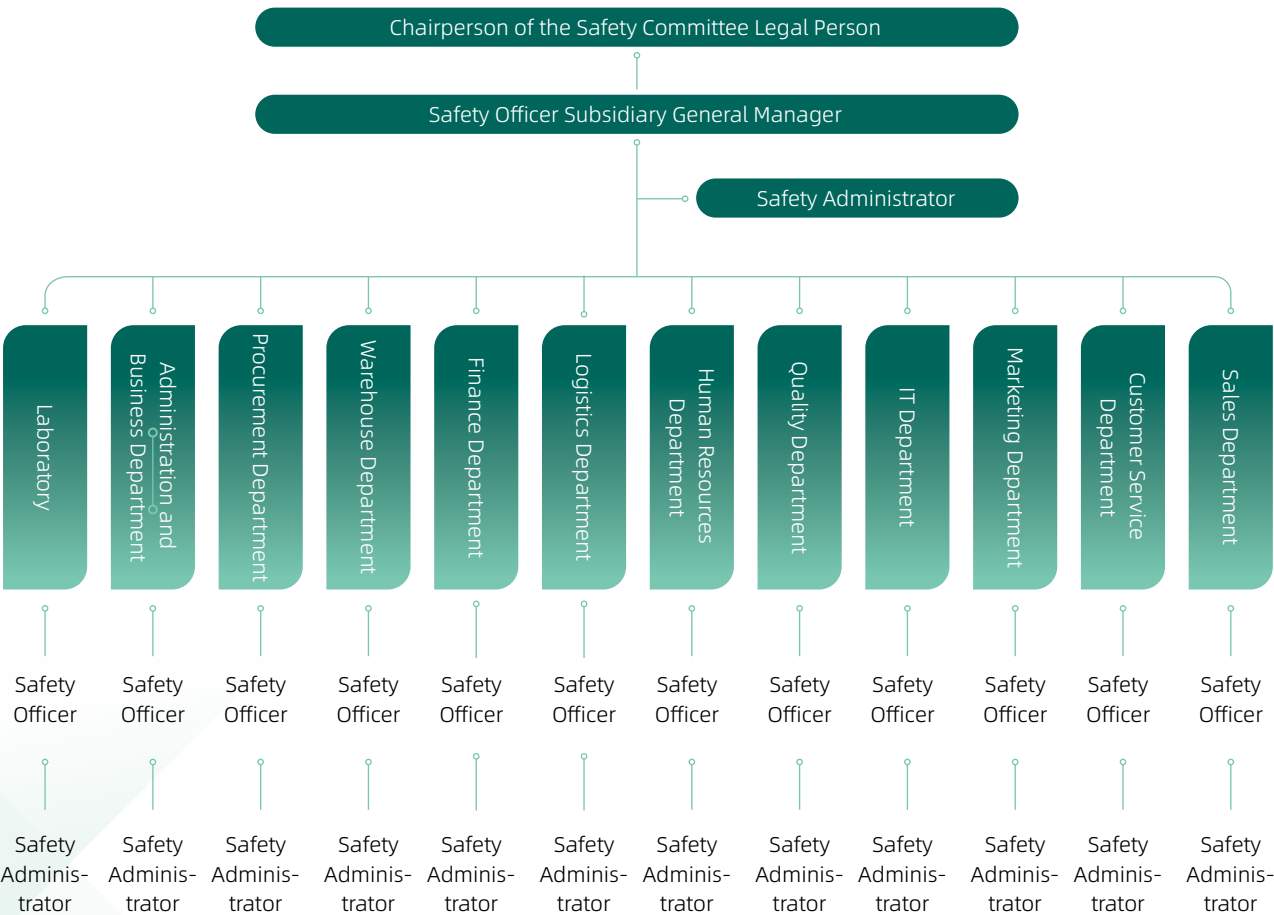 Chairperson of the Safety Committee Legal Person
Safety Officer Subsidiary General Manager
Safety Administrator
Laboratory
Administration and
Business Department
Procurement Department
Warehouse Department
Finance Department
Logistics Department
Human Resources
Department
Quality Department
IT Department
Marketing Department
Customer Service
Department
Sales Department
Safety
Officer
Safety
Officer
Safety
Officer
Safety
Officer
Safety
Officer
Safety
Officer
Safety
Officer
Safety
Officer
Safety
Officer
Safety
Officer
Safety
Officer
Safety
Officer
Safety
Adminis-
trator
Safety
Adminis-
trator
Safety
Adminis-
trator
Safety
Adminis-
trator
Safety
Adminis-
trator
Safety
Adminis-
trator
Safety
Adminis-
trator
Safety
Adminis-
trator
Safety
Adminis-
trator
Safety
Adminis-
trator
Safety
Adminis-
trator
Safety
Adminis-
trator